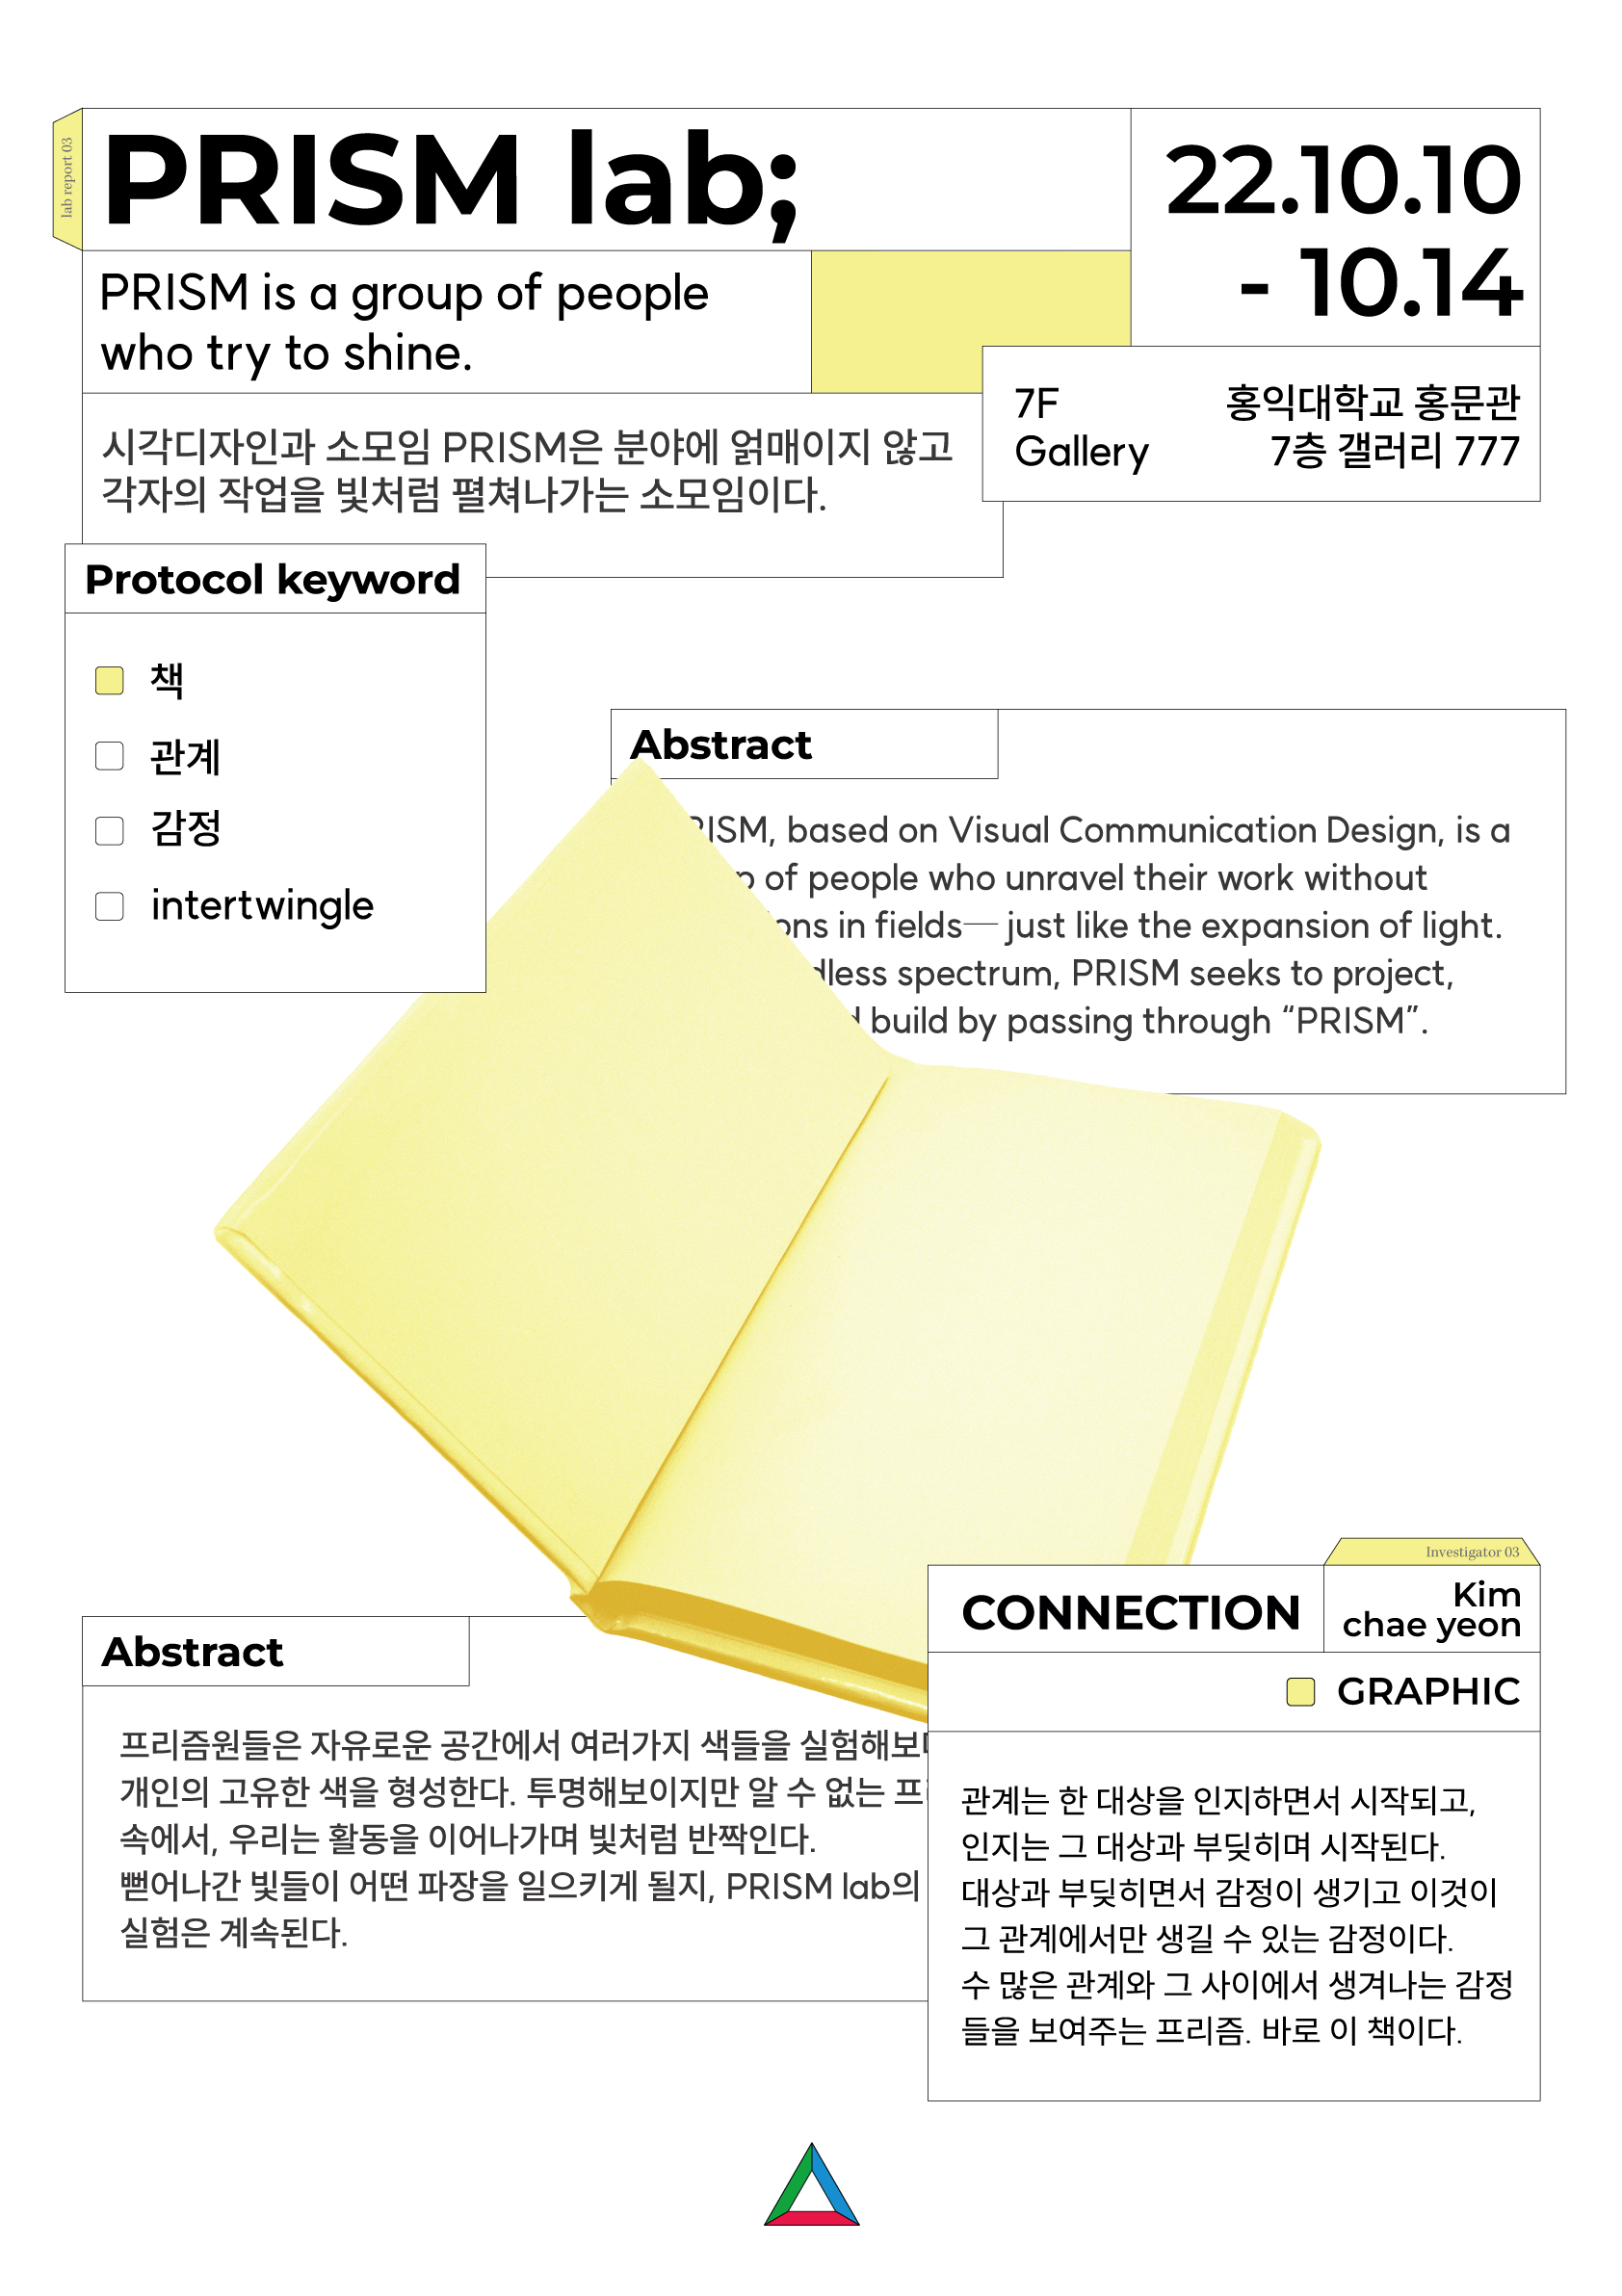 lab report 03
PRISM lab;
22.10.10
- 10.14
PRISM is a group of people
who try to shine.
7F
Gallery
홍익대학교 홍문관
7층 갤러리 777
시각디자인과 소모임 PRISM은 분야에 얽매이지 않고
각자의 작업을 빛처럼 펼쳐나가는 소모임이다.
Protocol keyword
책
관계
감정
intertwingle
Abstract
based on Visual Communication Design, is a
of people who unravel their work without
in fields— just like the expansion of light.
spectrum, PRISM seeks to project,
build by passing through “PRISM”.
Investigator 03
CONNECTION
Kim
chae yeon
GRAPHIC
Abstract
프리즘원들은 자유로운 공간에서 여러가지 색들을
개인의 고유한 색을 형성한다. 투명해보이지만 알 수 없는
속에서, 우리는 활동을 이어나가며 빛처럼 반짝인다.
뻗어나간 빛들이 어떤 파장을 일으키게 될지, PRISM lab의
실험은 계속된다.
관계는 한 대상을 인지하면서 시작되고,
인지는 그 대상과 부딪히며 시작된다.
대상과 부딪히면서 감정이 생기고 이것이
그 관계에서만 생길 수 있는 감정이다.
수 많은 관계와 그 사이에서 생겨나는 감정
들을 보여주는 프리즘. 바로 이 책이다.